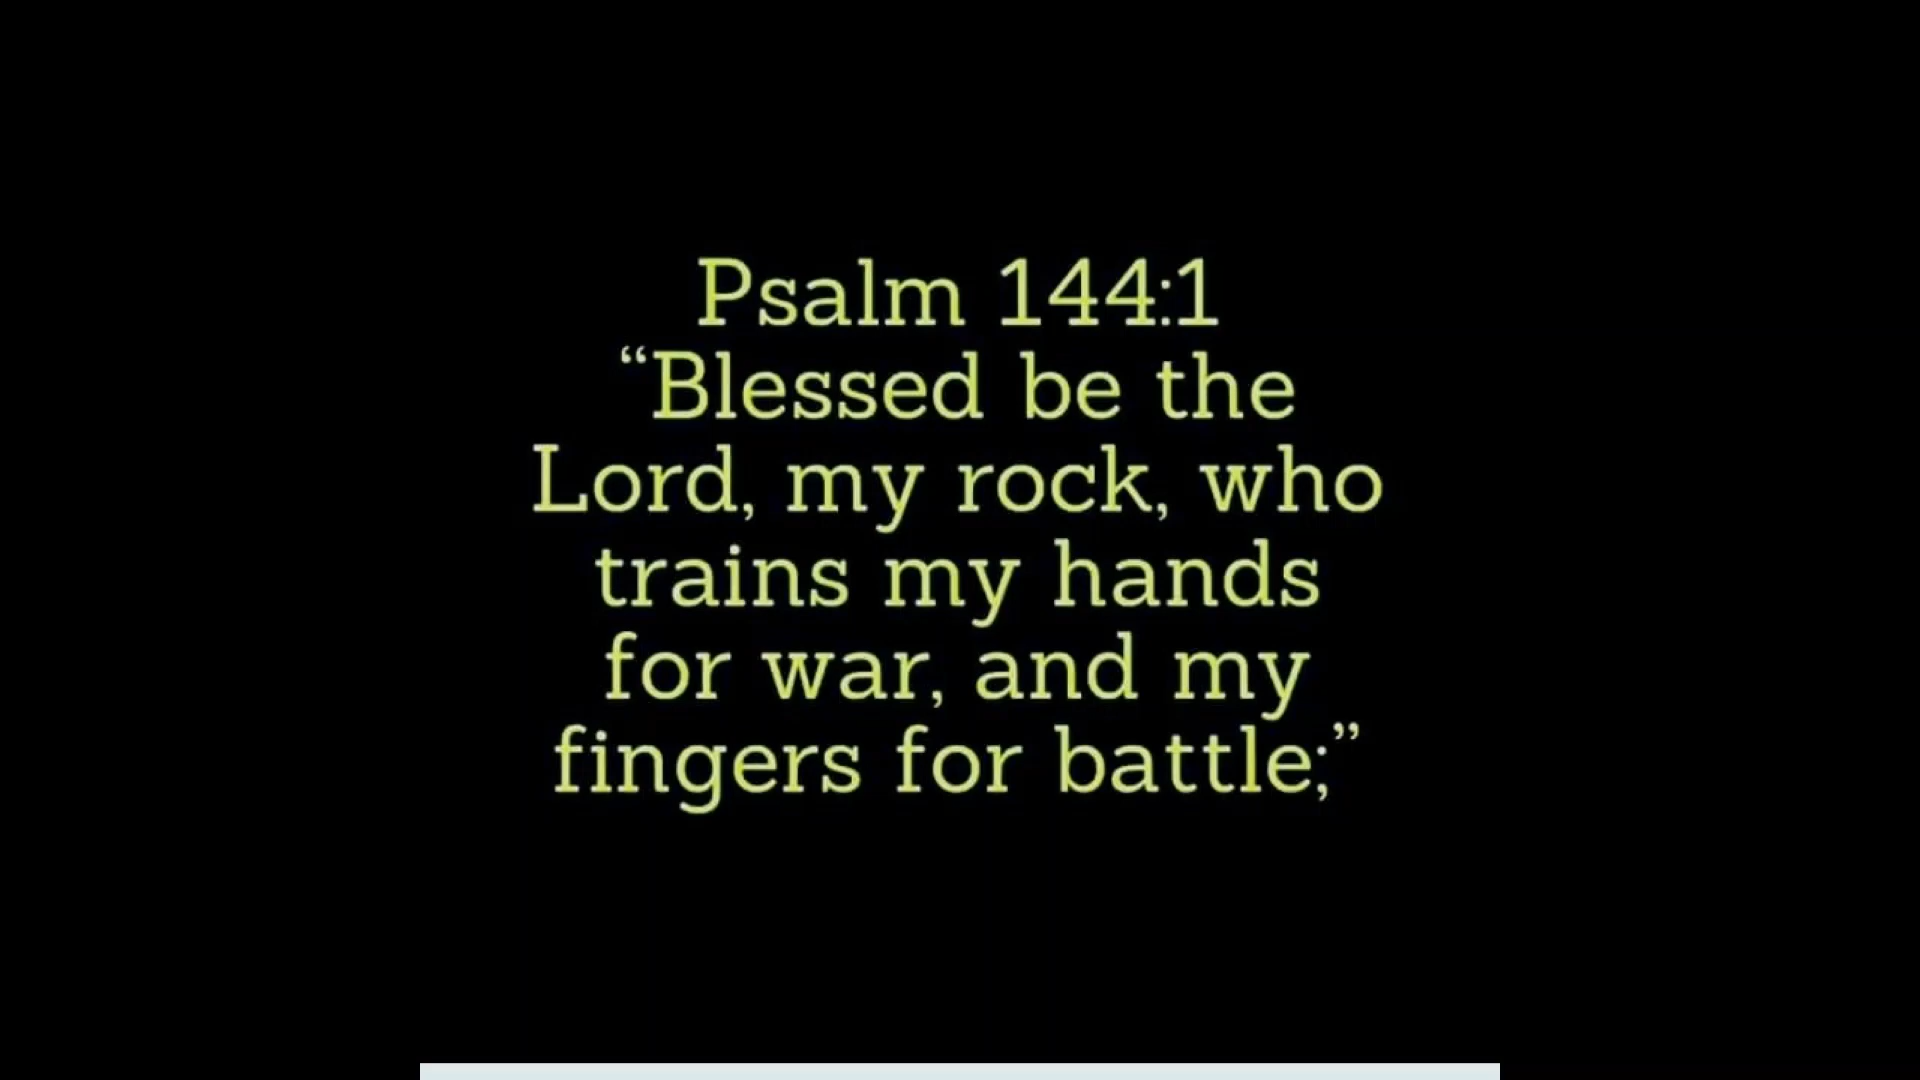 Psalm 144:1
“Blessed be the
Lord, my rock, who
trains my hands
for war, and my
fingers for battle;”